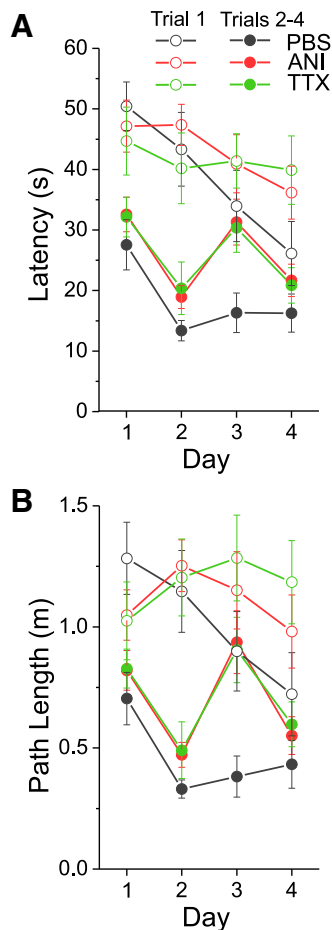 A
Trial 1 Trials 2-4
PBS
ANI
TTX
Latency (s)
60
50
40
30
20
10
0
1 2 3 4
Day
B
Path Length (m)
1.5
1.0
0.5
0.0
1 2 3 4
Day